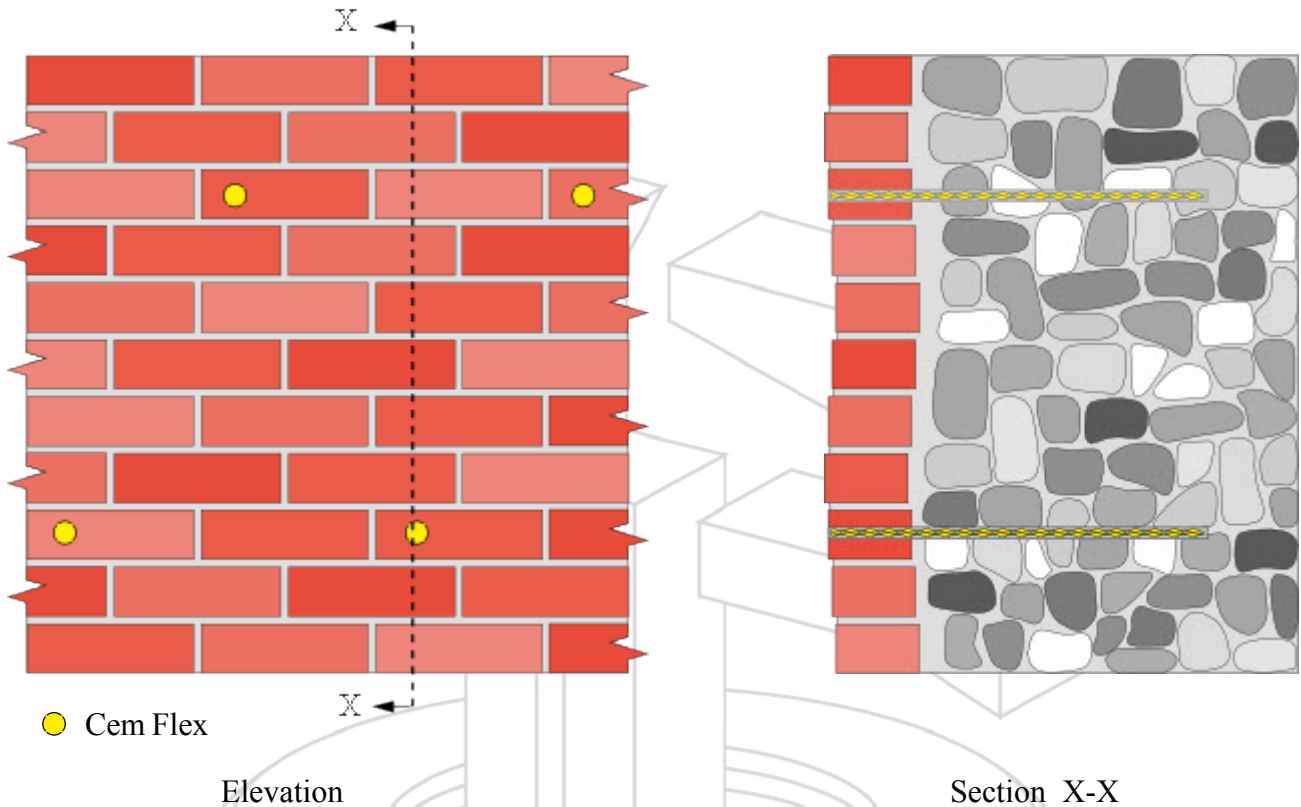 X
X
Cem Flex
Elevation
Section X-X